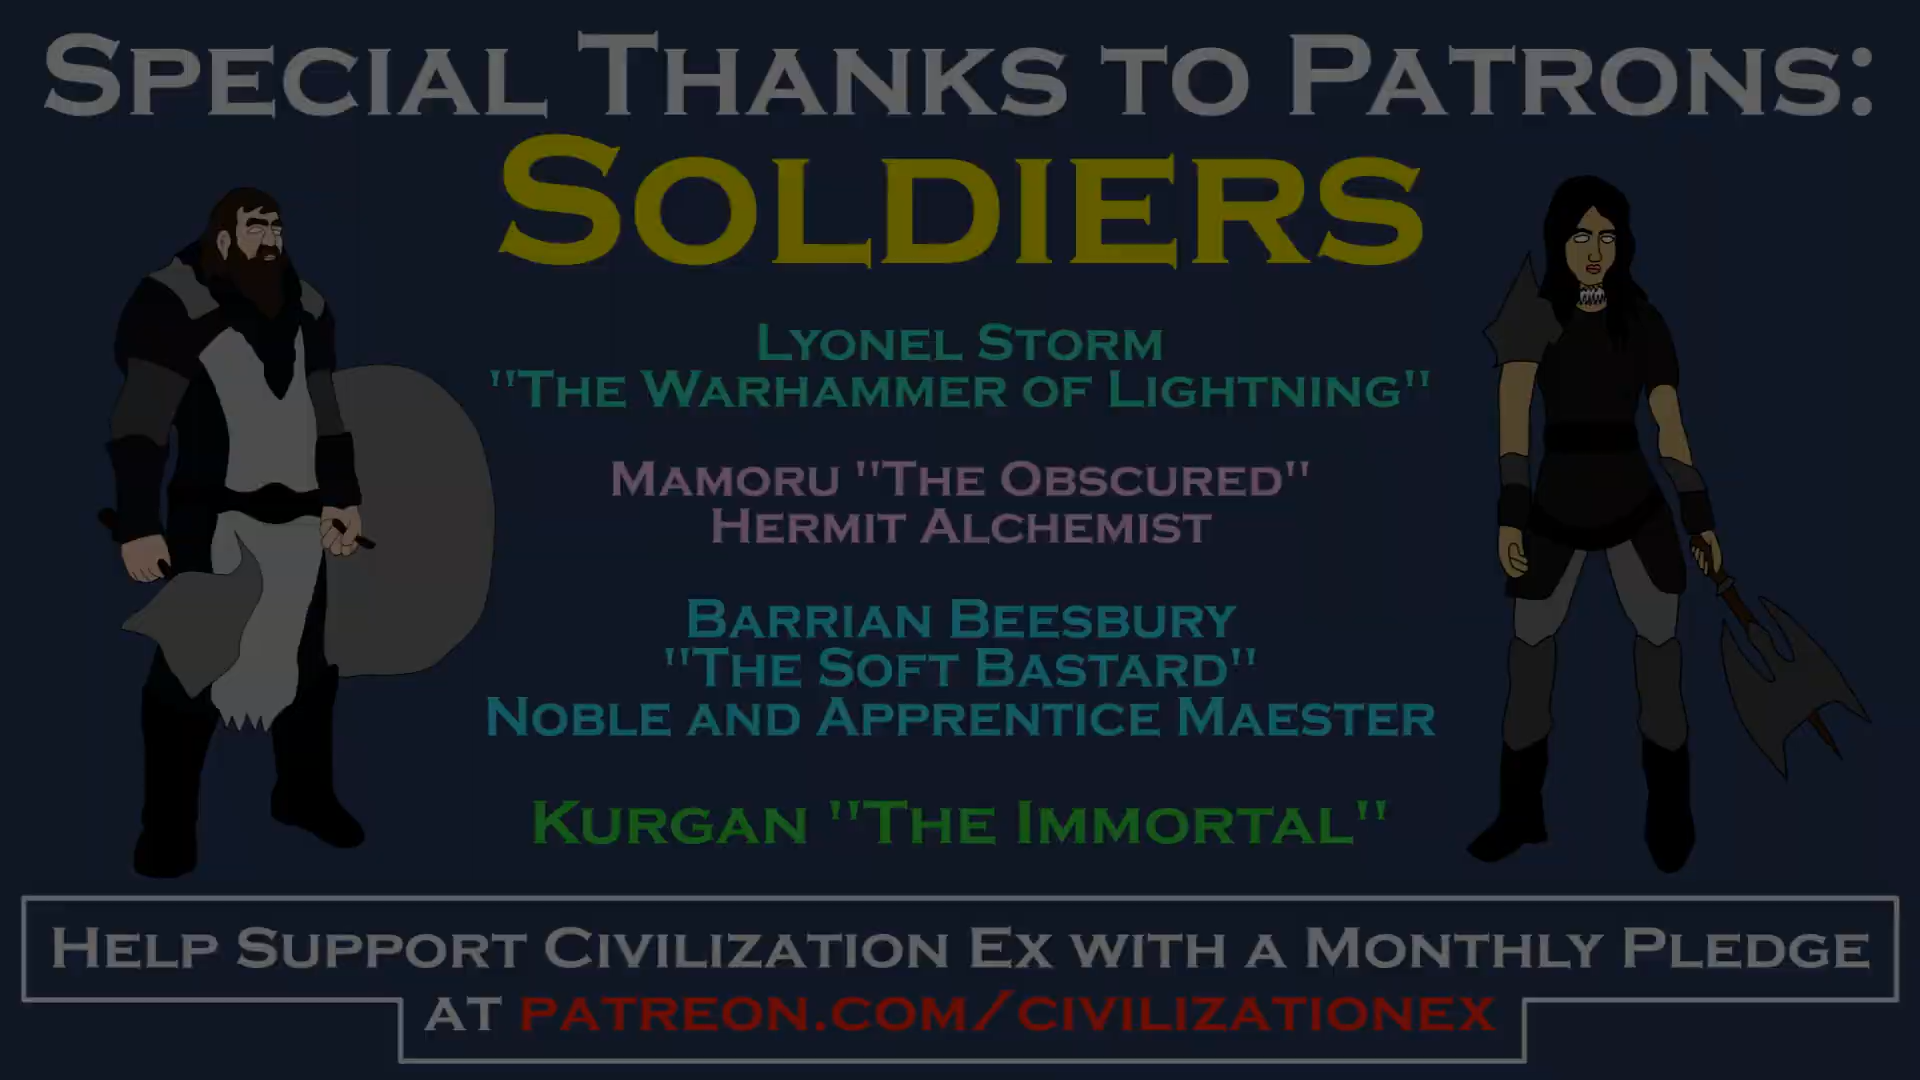 Special Thanks to Patrons:
Soldiers
Lyonel Storm
"The Warhammer of Lightning"
Mamoru "The Obscured"
Hermit Alchemist
Barrian Beesbury
"The Soft Bastard"
Noble and Apprentice Maester
Kurgan "The Immortal"
Help Support Civilization Ex with a Monthly Pledge
at patreon.com/civilizationex